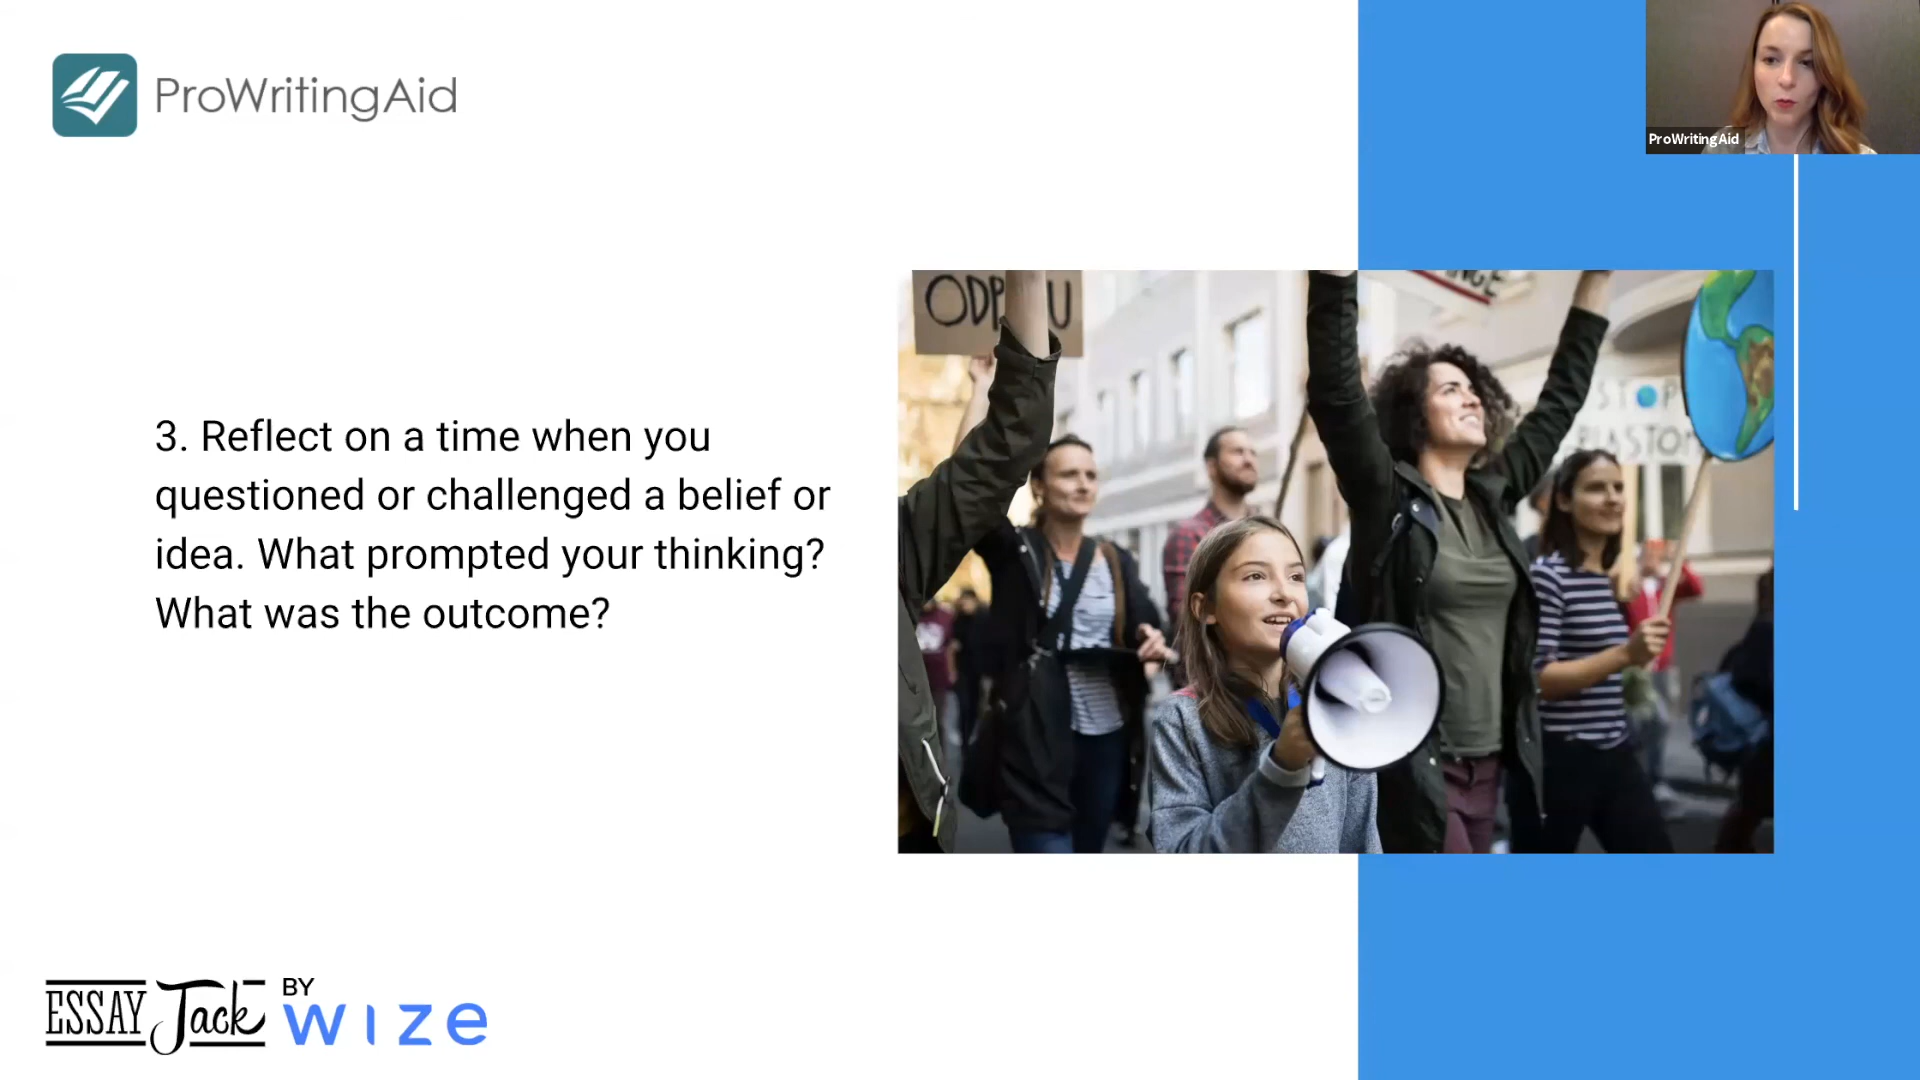 ProWritingAid
ProWritingAid
3. Reflect on a time when you
questioned or challenged a belief or
idea. What prompted your thinking?
What was the outcome?
STOP
ESSAY Jack BY
wize